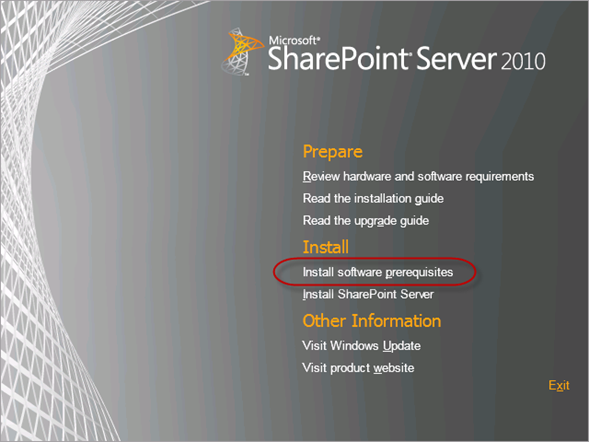 Microsoft®
SharePoint® Server 2010
Prepare
Review hardware and software requirements
Read the installation guide
Read the upgrade guide
Install
Install software prerequisites
Install SharePoint Server
Other Information
Visit Windows Update
Visit product website
Exit